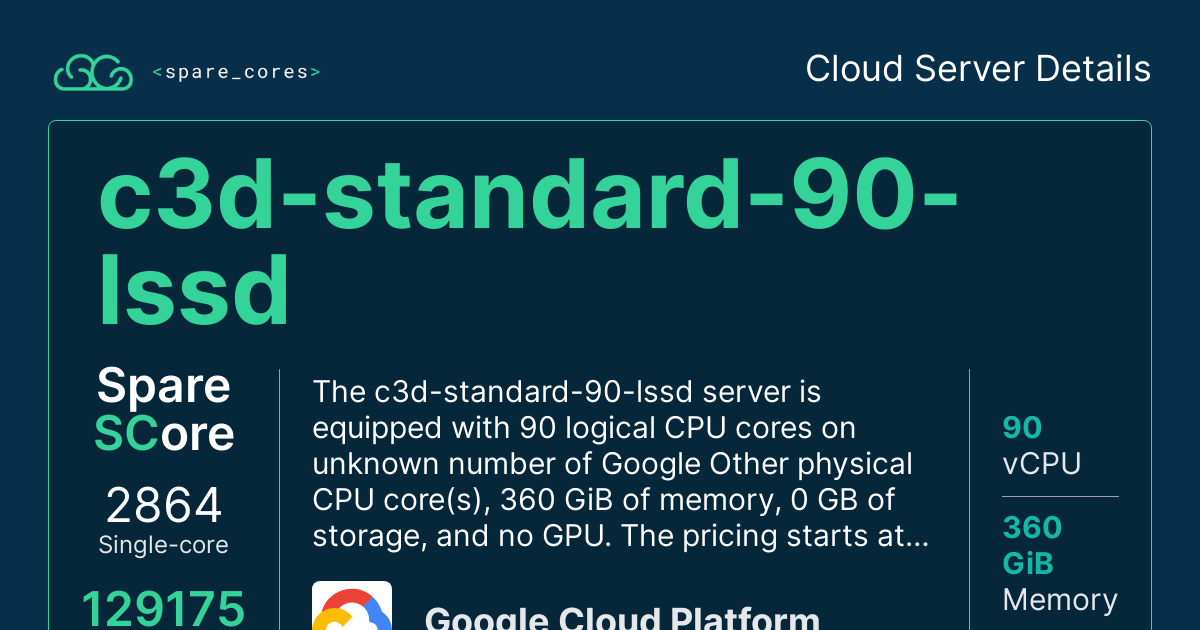 <spare_cores>
Cloud Server Details
c3d-standard-90-
lssd
Spare
SCore
2864
Single-core
129175
The c3d-standard-90-lssd server is
equipped with 90 logical CPU cores on
unknown number of Google Other physical
CPU core(s), 360 GiB of memory, 0 GB of
storage, and no GPU. The pricing starts at...
Google Cloud Platform
90
vCPU
360
GiB
Memory